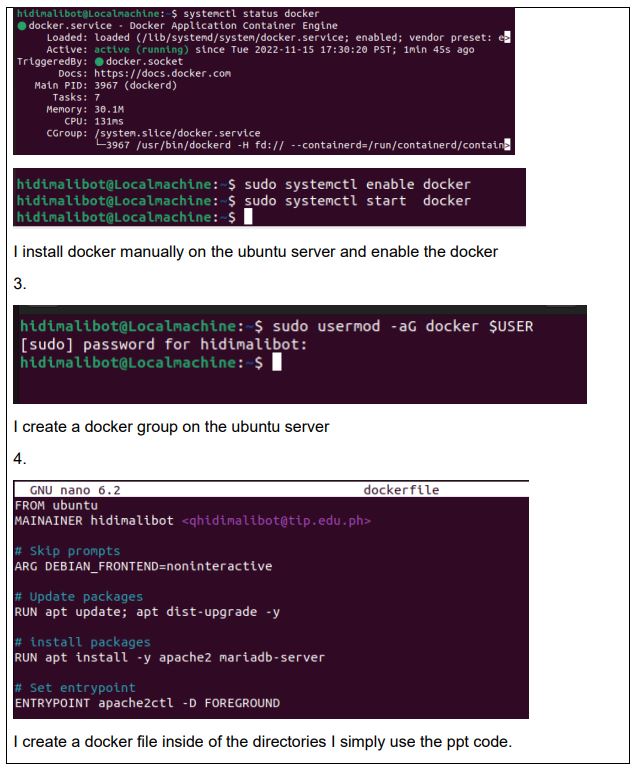 hidimalibot@Localmachine:~$ systemctl status docker
● docker.service - Docker Application Container Engine
Loaded: loaded (/lib/systemd/system/docker.service; enabled; vendor preset: e>
Active: active (running) since Tue 2022-11-15 17:30:20 PST; 1min 45s ago
TriggeredBy: ● docker.socket
Docs: https://docs.docker.com
Main PID: 3967 (dockerd)
Tasks: 7
Memory: 30.1M
CPU: 131ms
CGroup: /system.slice/docker.service
└─3967 /usr/bin/dockerd -H fd:// --containerd=/run/containerd/contain>
hidimalibot@Localmachine:~$ sudo systemctl enable docker
hidimalibot@Localmachine:~$ sudo systemctl start  docker
hidimalibot@Localmachine:~$
I install docker manually on the ubuntu server and enable the docker
3.
hidimalibot@Localmachine:~$ sudo usermod -aG docker $USER
[sudo] password for hidimalibot:
hidimalibot@Localmachine:~$
I create a docker group on the ubuntu server
4.
GNU nano 6.2 dockerfile
FROM ubuntu
MAINAINER hidimalibot <qhidimalibot@tip.edu.ph>
# Skip prompts
ARG DEBIAN_FRONTEND=noninteractive
# Update packages
RUN apt update; apt dist-upgrade -y
# install packages
RUN apt install -y apache2 mariadb-server
# Set entrypoint
ENTRYPOINT apache2ctl -D FOREGROUND
I create a docker file inside of the directories I simply use the ppt code.